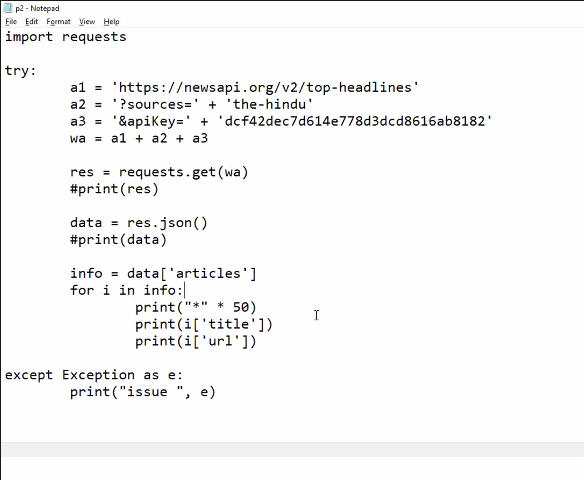 p2 - Notepad
File Edit Format View Help
import requests
try:
a1 = 'https://newsapi.org/v2/top-headlines'
a2 = '?sources=' + 'the-hindu'
a3 = '&apiKey=' + 'dcf42dec7d614e778d3dcd8616ab8182'
wa = a1 + a2 + a3
res = requests.get(wa)
#print(res)
data = res.json()
#print(data)
info = data['articles']
for i in info:
print("*" * 50)
print(i['title'])
print(i['url'])
except Exception as e:
print("issue ", e)